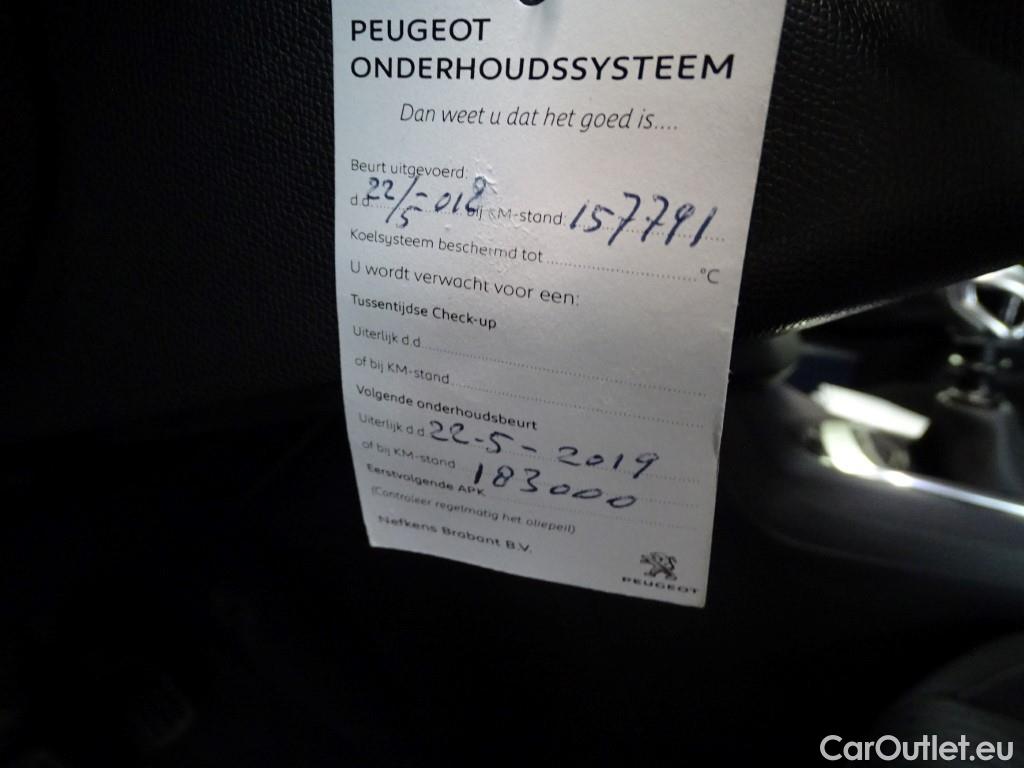 PEUGEOT
ONDERHOUDSSYSTEEM
Dan weet u dat het goed is....
Beurt uitgevoerd:
d.d. 22/5-018 bij KM-stand: 157791
Koelsysteem beschermd tot °C
U wordt verwacht voor een:
Tussentijdse Check-up
Uiterlijk d.d.
of bij KM-stand
Volgende onderhoudsbeurt
Uiterlijk d.d. 22-5-2019
of bij KM-stand 183000
Eerstvolgende APK
(Controleer regelmatig het oliepeil)
Nefkens Brabant B.V.
PEUGEOT
CarOutlet.eu